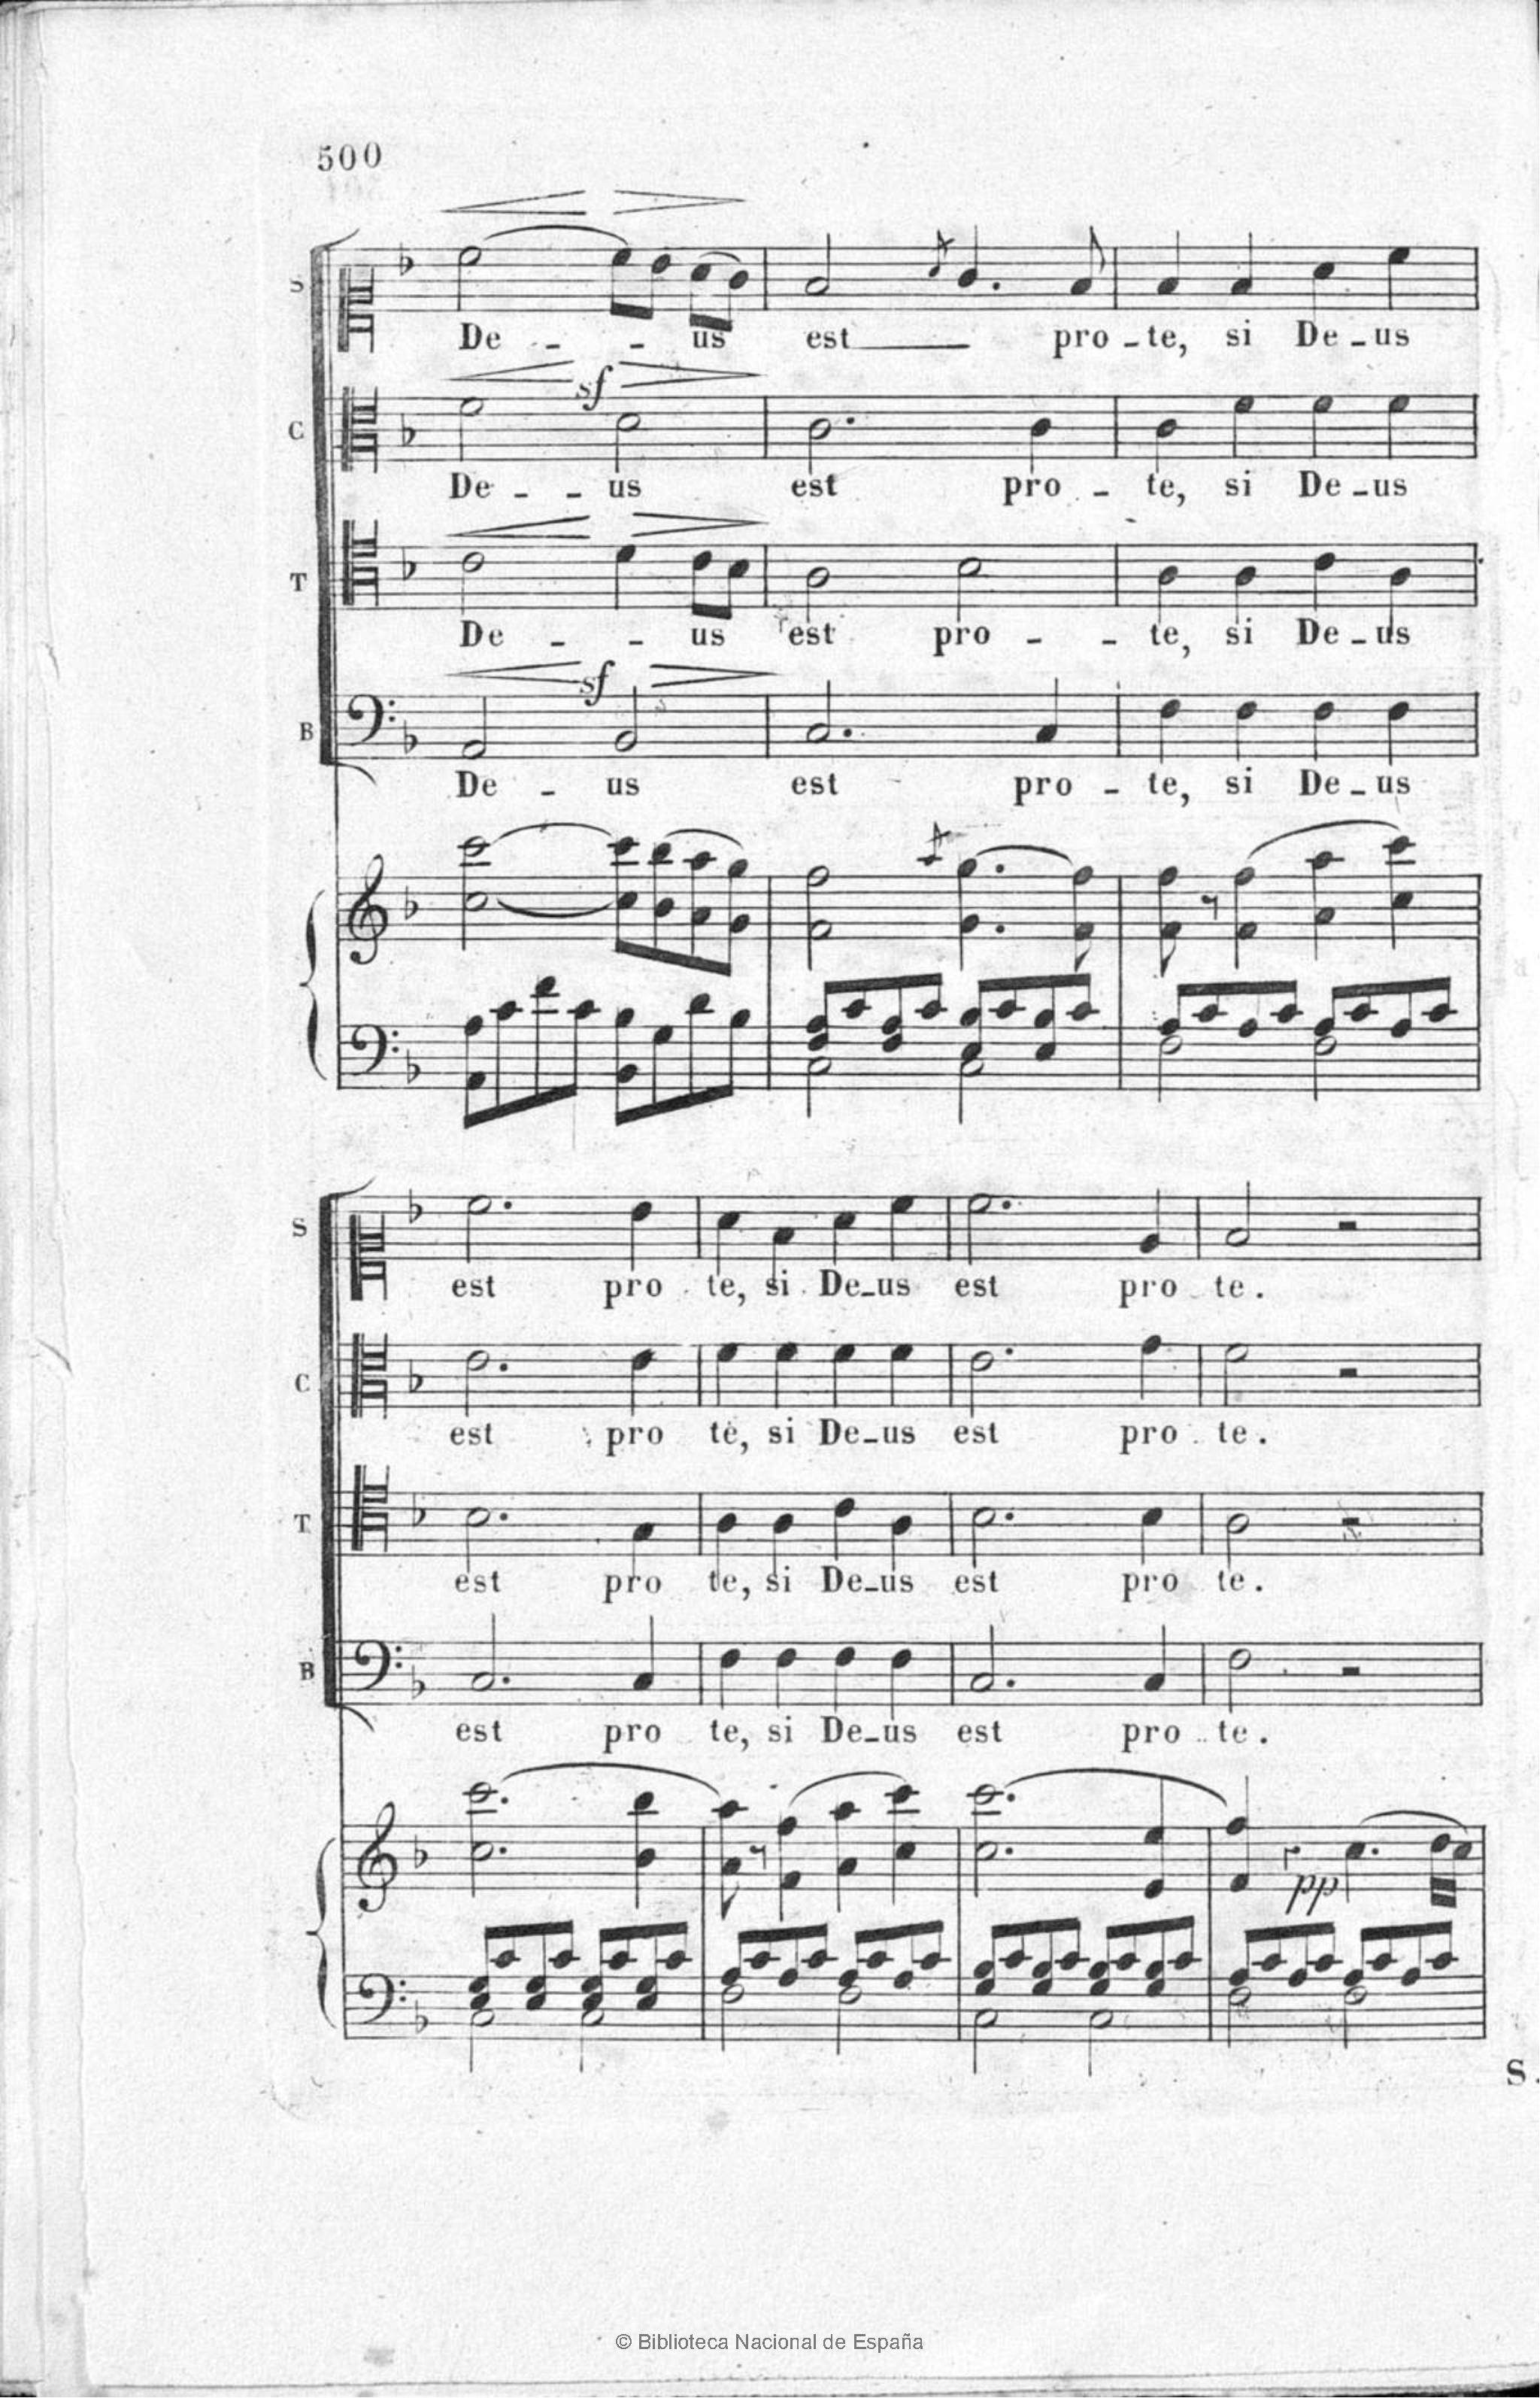 500
S
De - - us est pro - te, si De - us
sf
C
De - - us est pro - te, si De - us
T
De - - us est pro - - te, si De - us
sf
B
De - us est pro - te, si De - us
S
est pro te, si De - us est pro te.
C
est pro te, si De - us est pro te.
T
est pro te, si De - us est pro te.
B
est pro te, si De - us est pro te.
pp
S.
© Biblioteca Nacional de España